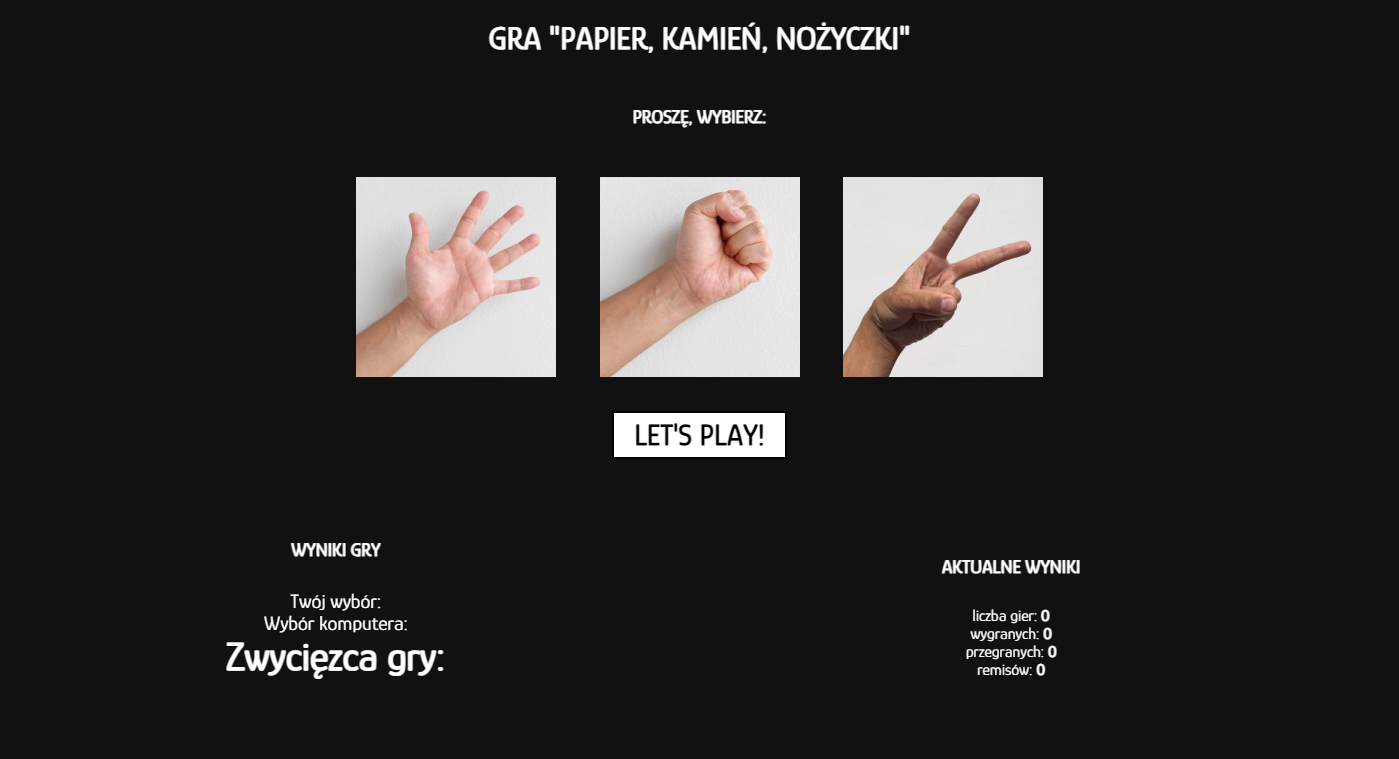 GRA "PAPIER, KAMIEŃ, NOŻYCZKI"
PROSZĘ, WYBIERZ:
LET'S PLAY!
WYNIKI GRY
Twój wybór:
Wybór komputera:
Zwycięzca gry:
AKTUALNE WYNIKI
liczba gier: 0
wygranych: 0
przegranych: 0
remisów: 0